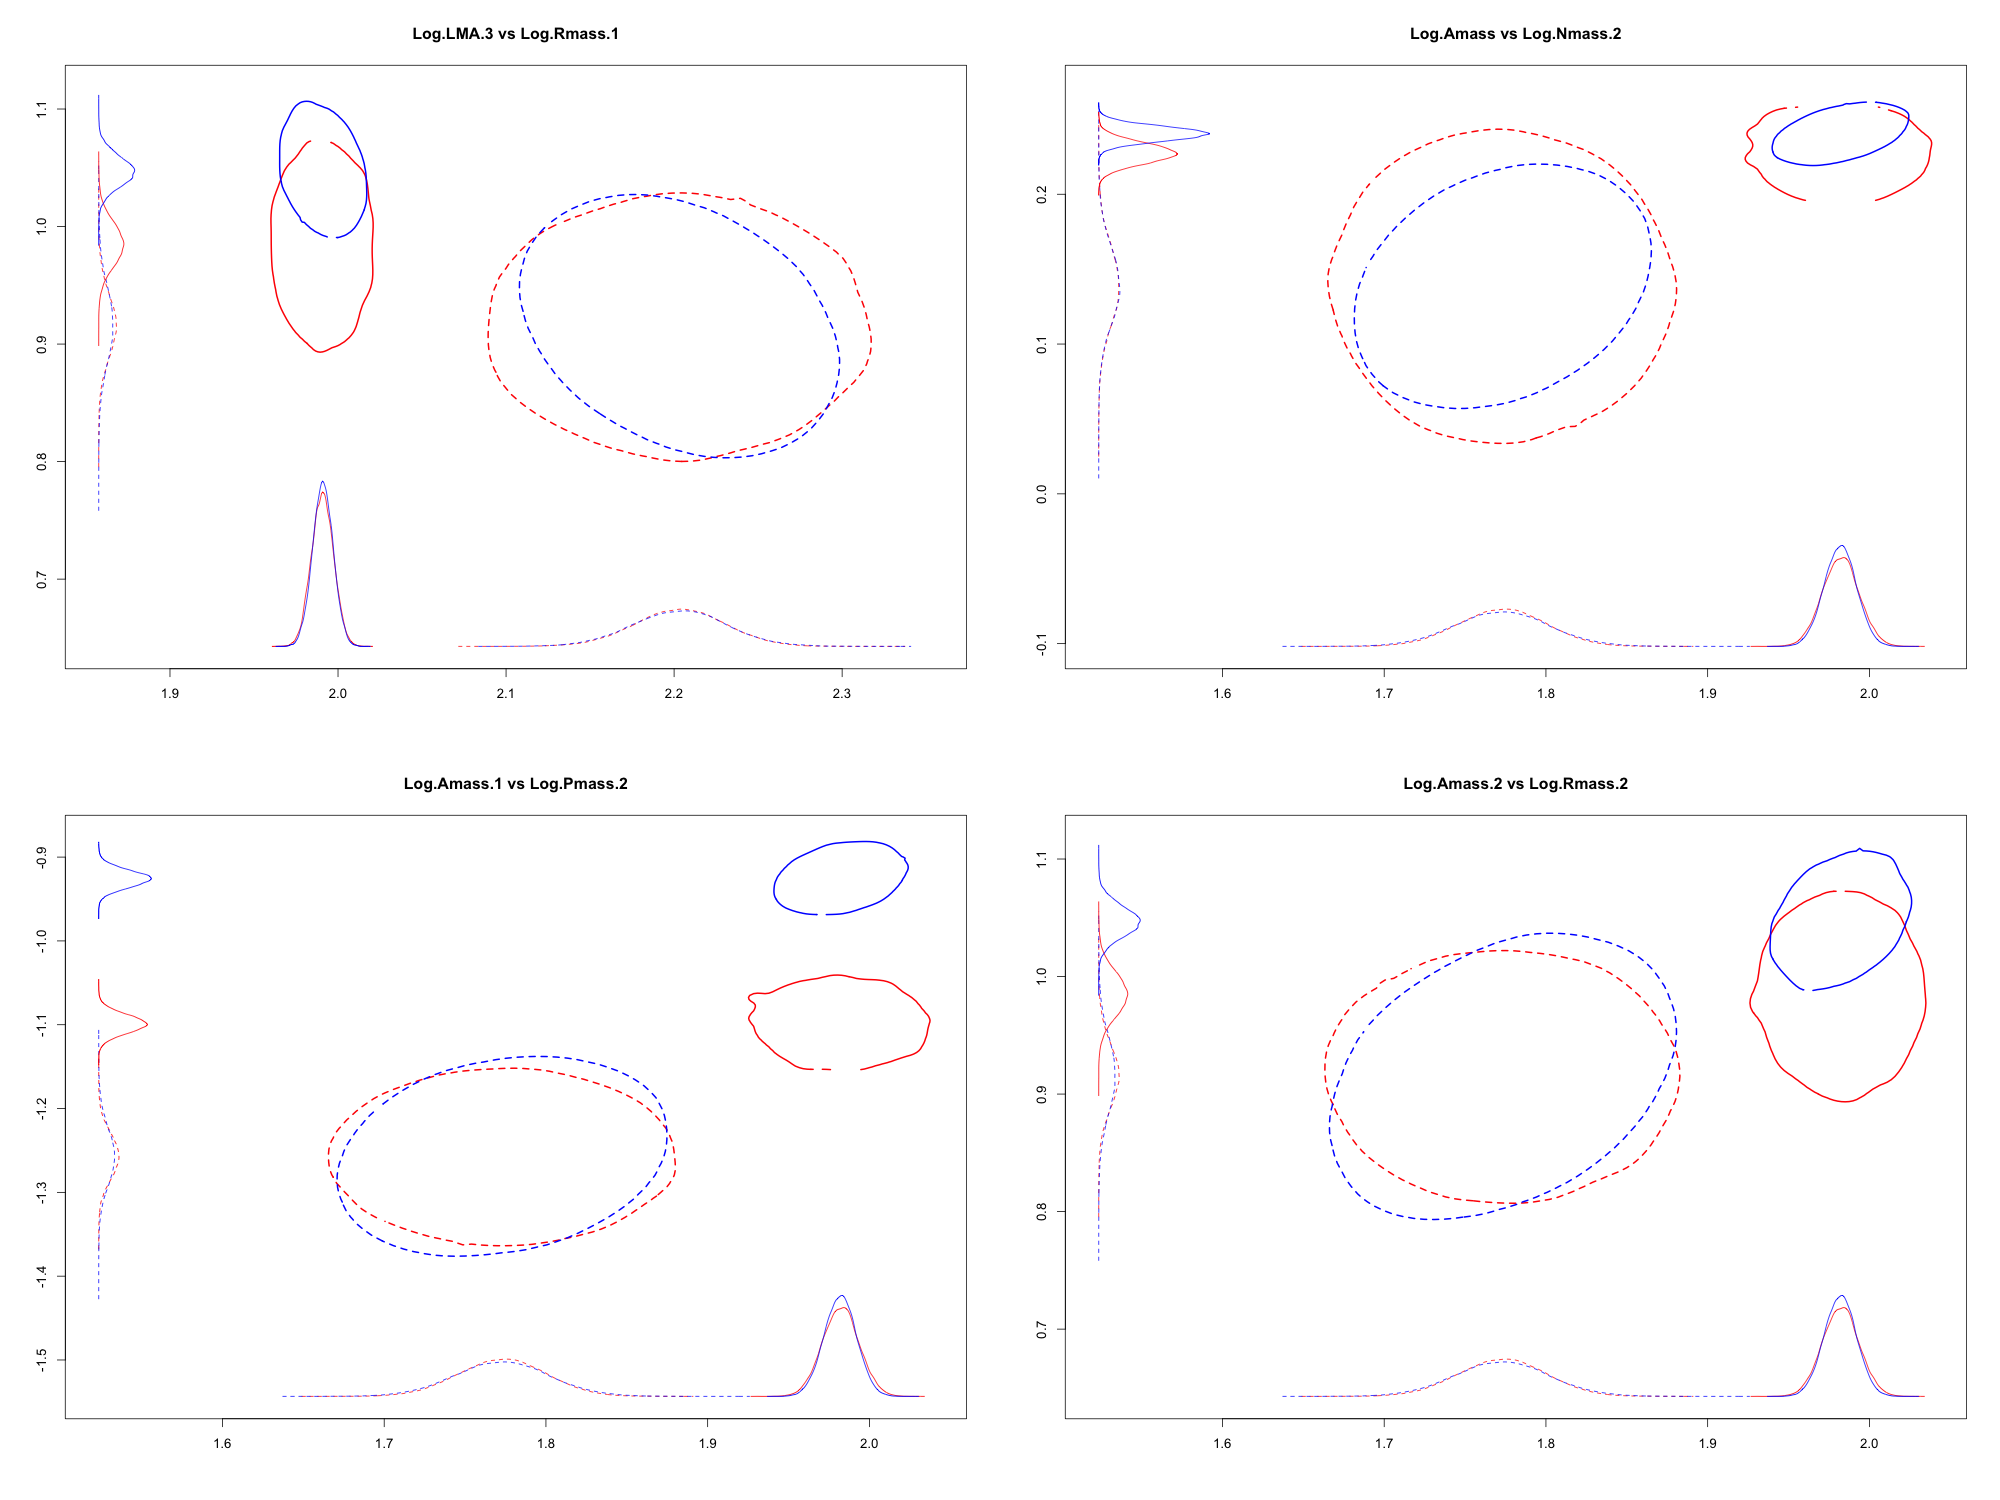 Log.LMA.3 vs Log.Rmass.1
1.1
1.0
0.9
0.8
0.7
1.9 2.0 2.1 2.2 2.3
Log.Amass vs Log.Nmass.2
0.2
0.1
0.0
-0.1
1.6 1.7 1.8 1.9 2.0
Log.Amass.1 vs Log.Pmass.2
-0.9
-1.0
-1.1
-1.2
-1.3
-1.4
-1.5
1.6 1.7 1.8 1.9 2.0
Log.Amass.2 vs Log.Rmass.2
1.1
1.0
0.9
0.8
0.7
1.6 1.7 1.8 1.9 2.0